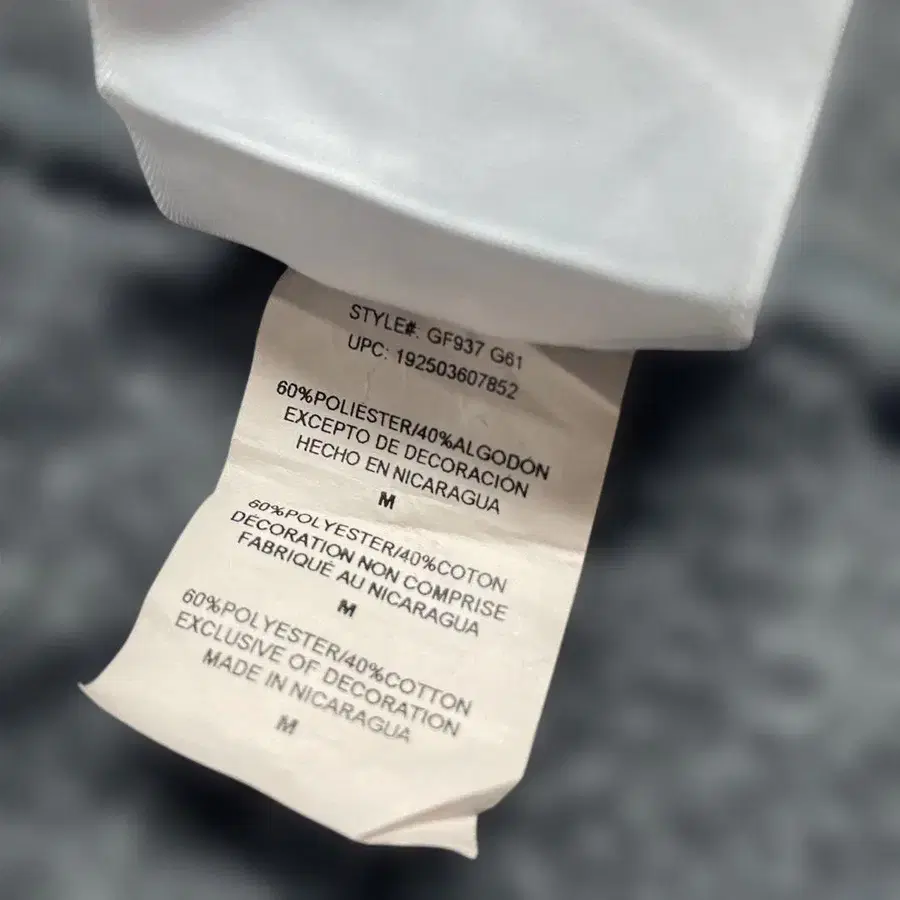 STYLE#. GF937 G61
UPC: 192503607852
60%POLIÉSTER/40%ALGODÓN
EXCEPTO DE DECORACIÓN
HECHO EN NICARAGUA
M
60%POLYESTER/40%COTON
DÉCORATION NON COMPRISE
FABRIQUÉ AU NICARAGUA
M
60%POLYESTER/40%COTTON
EXCLUSIVE OF DECORATION
MADE IN NICARAGUA
M